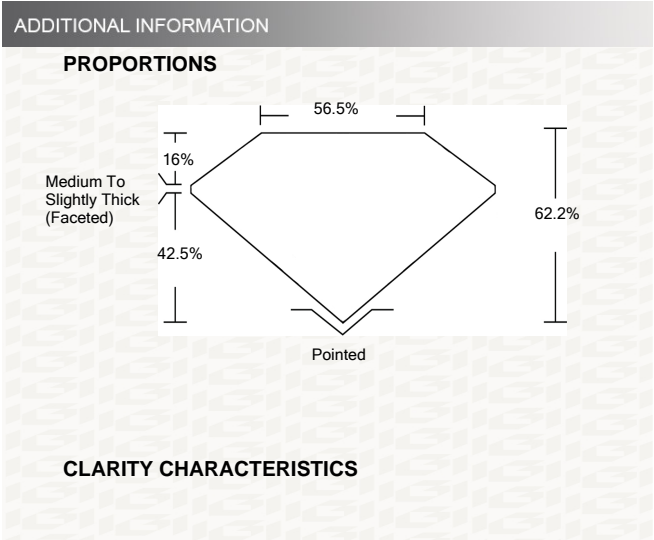 ADDITIONAL INFORMATION
PROPORTIONS
56.5%
16%
Medium To
Slightly Thick
(Faceted)
62.2%
42.5%
Pointed
CLARITY CHARACTERISTICS